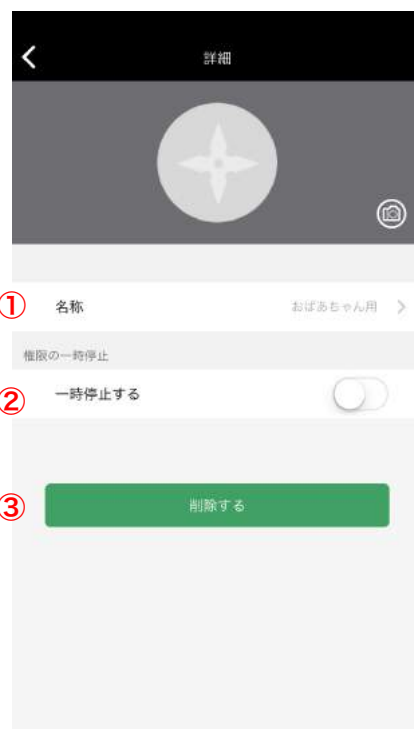 詳細
① 名称 おばあちゃん用
権限の一時停止
② 一時停止する
③ 削除する